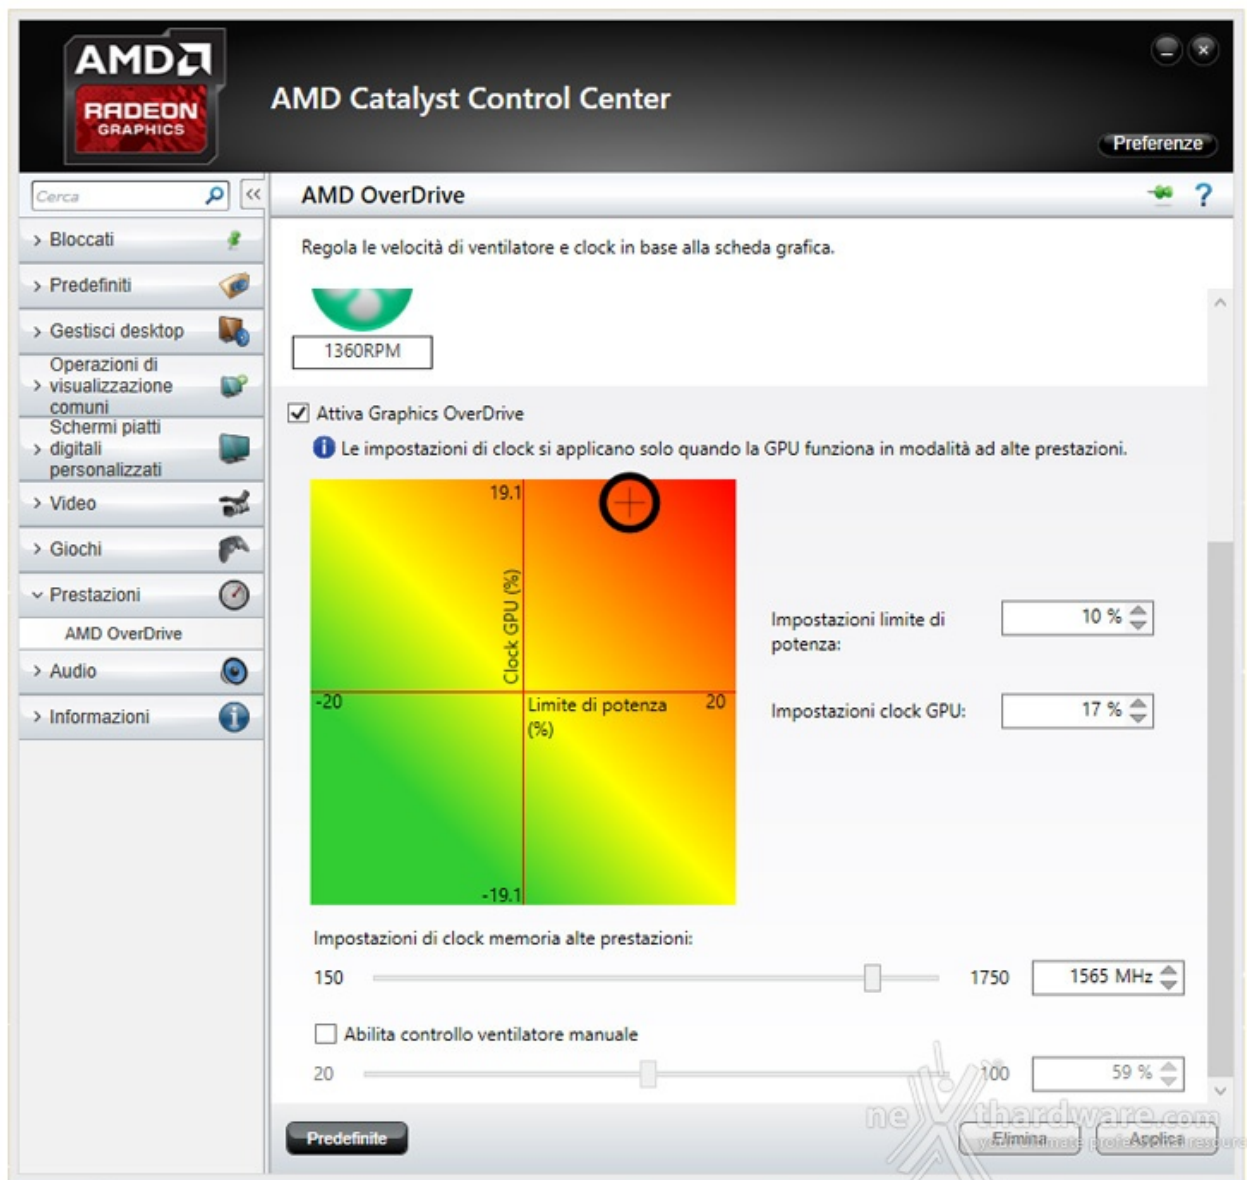 AMD
RADEON
GRAPHICS
AMD Catalyst Control Center
Preferenze
Cerca
AMD OverDrive
Bloccati
Predefiniti
Gestisci desktop
Operazioni di
visualizzazione
comuni
Schermi piatti
digitali
personalizzati
Video
Giochi
Prestazioni
AMD OverDrive
Audio
Informazioni
Regola le velocità di ventilatore e clock in base alla scheda grafica.
1360RPM
Attiva Graphics OverDrive
Le impostazioni di clock si applicano solo quando la GPU funziona in modalità ad alte prestazioni.
19.1
Clock GPU (%)
-20
Limite di potenza
(%)
20
-19.1
Impostazioni limite di
potenza:
10 %
Impostazioni clock GPU:
17 %
Impostazioni di clock memoria alte prestazioni:
150
1750
1565 MHz
Abilita controllo ventilatore manuale
20
100
59 %
Predefinite
Elimina
Applica
nexthardware.com
your ultimate professional resource